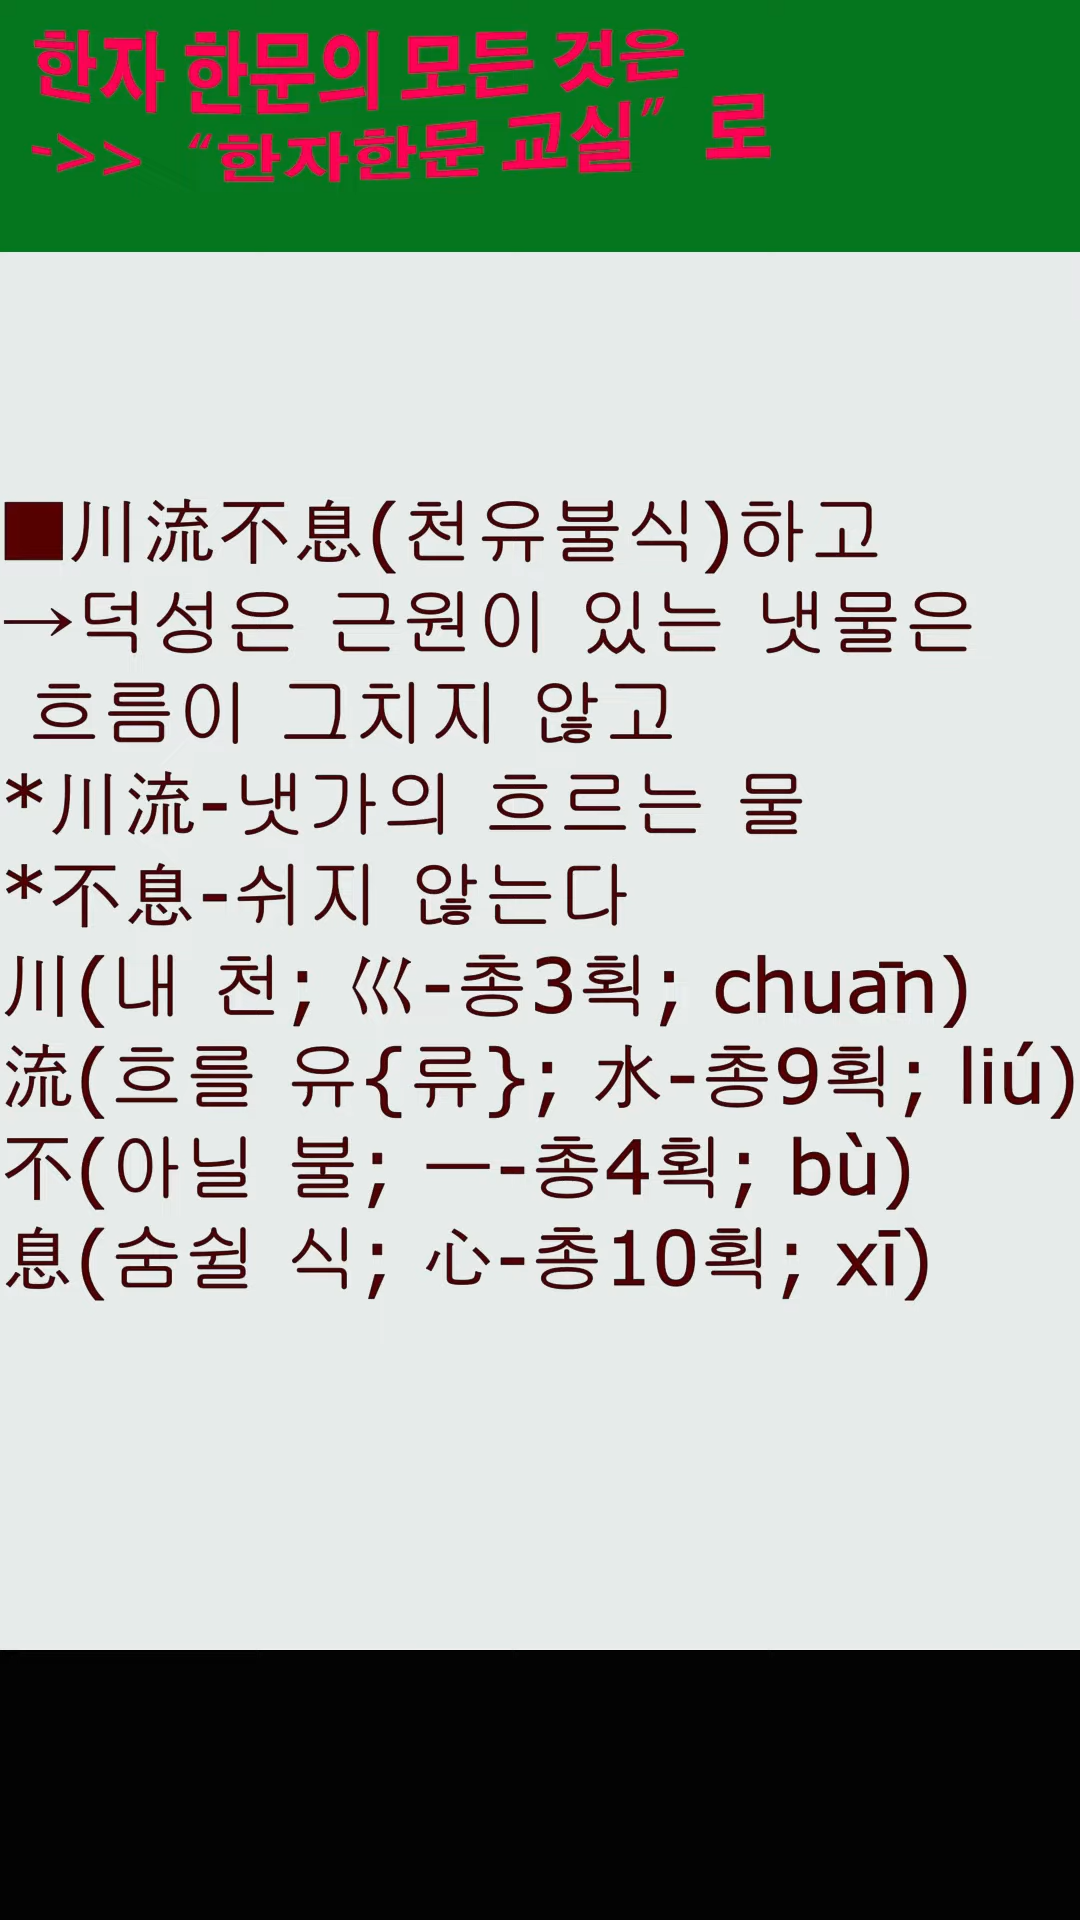 한자 한문의 모든 것은
->> “한자한문 교실” 로
■川流不息(천유불식)하고
→덕성은 근원이 있는 냇물은
흐름이 그치지 않고
*川流-냇가의 흐르는 물
*不息-쉬지 않는다
川(내 천; 巛-총3획; chuān)
流(흐를 유{류}; 水-총9획; liú)
不(아닐 불; 一-총4획; bù)
息(숨쉴 식; 心-총10획; xī)